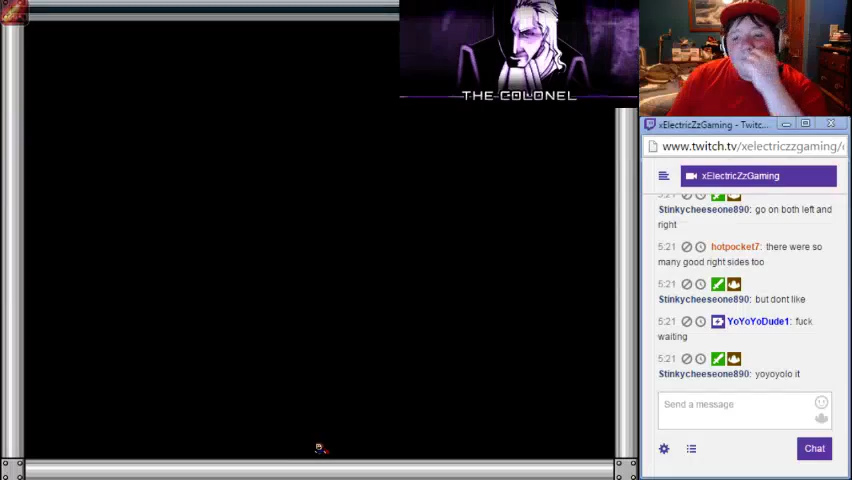 THE COLONEL
xElectricZzGaming - Twitc...
www.twitch.tv/xelectriczzgaming/
xElectricZzGaming
5:21
Stinkycheeseone890: go on both left and
right
5:21 hotpocket7: there were so
many good right sides too
5:21
Stinkycheeseone890: but dont like
5:21 YoYoYoDude1: fuck
waiting
5:21
Stinkycheeseone890: yoyoyolo it
Send a message
Chat